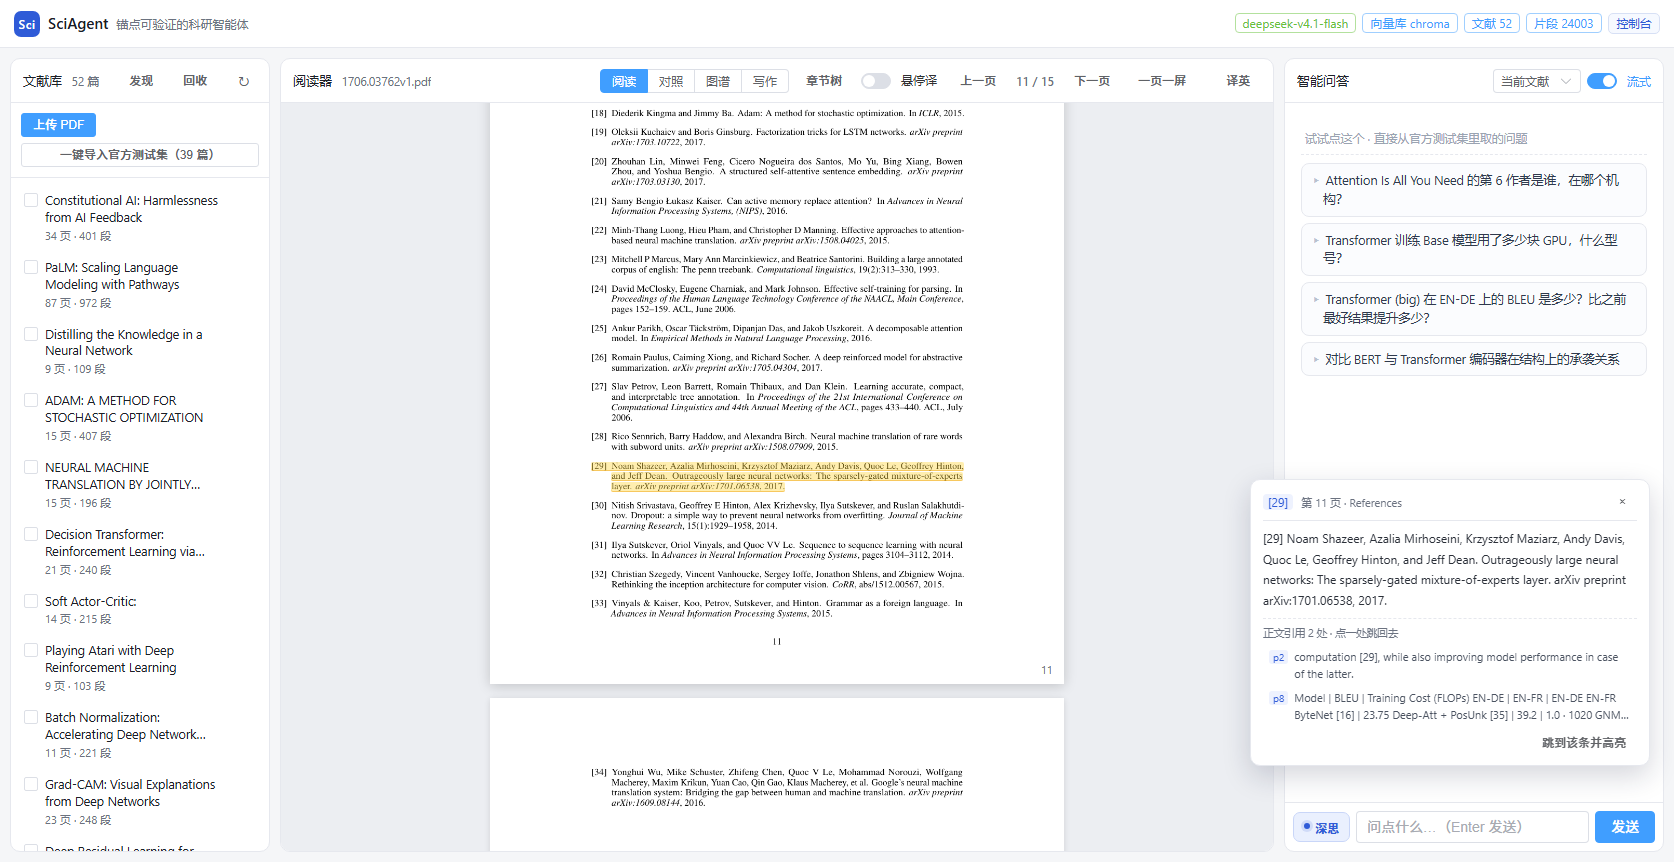 Sci SciAgent 锚点可验证的科研智能体
deepseek-v4.1-flash 向量库 chroma 文献 52 片段 24003 控制台
文献库 52 篇 发现 回收 ↻
上传 PDF
一键导入官方测试集（39 篇）
Constitutional AI: Harmlessness
from AI Feedback
34 页 · 401 段
PaLM: Scaling Language
Modeling with Pathways
87 页 · 972 段
Distilling the Knowledge in a
Neural Network
9 页 · 109 段
ADAM: A METHOD FOR
STOCHASTIC OPTIMIZATION
15 页 · 407 段
NEURAL MACHINE
TRANSLATION BY JOINTLY...
15 页 · 196 段
Decision Transformer:
Reinforcement Learning via...
21 页 · 240 段
Soft Actor-Critic:
14 页 · 215 段
Playing Atari with Deep
Reinforcement Learning
9 页 · 103 段
Batch Normalization:
Accelerating Deep Network...
11 页 · 221 段
Grad-CAM: Visual Explanations
from Deep Networks
23 页 · 248 段
Deep Residual Learning for
阅读器 1706.03762v1.pdf 阅读 对照 图谱 写作 章节树 悬停译 上一页 11 / 15 下一页 一页一屏 译英
[18] Diederik Kingma and Jimmy Ba. Adam: A method for stochastic optimization. In ICLR, 2015.
[19] Oleksii Kuchaiev and Boris Ginsburg. Factorization tricks for LSTM networks. arXiv preprint
arXiv:1703.10722, 2017.
[20] Zhouhan Lin, Minwei Feng, Cicero Nogueira dos Santos, Mo Yu, Bing Xiang, Bowen
Zhou, and Yoshua Bengio. A structured self-attentive sentence embedding. arXiv preprint
arXiv:1703.03130, 2017.
[21] Samy Bengio Łukasz Kaiser. Can active memory replace attention? In Advances in Neural
Information Processing Systems, (NIPS), 2016.
[22] Minh-Thang Luong, Hieu Pham, and Christopher D Manning. Effective approaches to attention-
based neural machine translation. arXiv preprint arXiv:1508.04025, 2015.
[23] Mitchell P Marcus, Mary Ann Marcinkiewicz, and Beatrice Santorini. Building a large annotated
corpus of english: The penn treebank. Computational linguistics, 19(2):313–330, 1993.
[24] David McClosky, Eugene Charniak, and Mark Johnson. Effective self-training for parsing. In
Proceedings of the Human Language Technology Conference of the NAACL, Main Conference,
pages 152–159. ACL, June 2006.
[25] Ankur Parikh, Oscar Täckström, Dipanjan Das, and Jakob Uszkoreit. A decomposable attention
model. In Empirical Methods in Natural Language Processing, 2016.
[26] Romain Paulus, Caiming Xiong, and Richard Socher. A deep reinforced model for abstractive
summarization. arXiv preprint arXiv:1705.04304, 2017.
[27] Slav Petrov, Leon Barrett, Romain Thibaux, and Dan Klein. Learning accurate, compact,
and interpretable tree annotation. In Proceedings of the 21st International Conference on
Computational Linguistics and 44th Annual Meeting of the ACL, pages 433–440. ACL, July
2006.
[28] Rico Sennrich, Barry Haddow, and Alexandra Birch. Neural machine translation of rare words
with subword units. arXiv preprint arXiv:1508.07909, 2015.
[29] Noam Shazeer, Azalia Mirhoseini, Krzysztof Maziarz, Andy Davis, Quoc Le, Geoffrey Hinton,
and Jeff Dean. Outrageously large neural networks: The sparsely-gated mixture-of-experts
layer. arXiv preprint arXiv:1701.06538, 2017.
[30] Nitish Srivastava, Geoffrey E Hinton, Alex Krizhevsky, Ilya Sutskever, and Ruslan Salakhutdi-
nov. Dropout: a simple way to prevent neural networks from overfitting. Journal of Machine
Learning Research, 15(1):1929–1958, 2014.
[31] Ilya Sutskever, Oriol Vinyals, and Quoc VV Le. Sequence to sequence learning with neural
networks. In Advances in Neural Information Processing Systems, pages 3104–3112, 2014.
[32] Christian Szegedy, Vincent Vanhoucke, Sergey Ioffe, Jonathon Shlens, and Zbigniew Wojna.
Rethinking the inception architecture for computer vision. CoRR, abs/1512.00567, 2015.
[33] Vinyals & Kaiser, Koo, Petrov, Sutskever, and Hinton. Grammar as a foreign language. In
Advances in Neural Information Processing Systems, 2015.
11
11
[34] Yonghui Wu, Mike Schuster, Zhifeng Chen, Quoc V Le, Mohammad Norouzi, Wolfgang
Macherey, Maxim Krikun, Yuan Cao, Qin Gao, Klaus Macherey, et al. Google's neural machine
translation system: Bridging the gap between human and machine translation. arXiv preprint
arXiv:1609.08144, 2016.
智能问答 当前文献 流式
试试点这个 · 直接从官方测试集里取的问题
▸ Attention Is All You Need 的第 6 作者是谁，在哪个机
构？
▸ Transformer 训练 Base 模型用了多少块 GPU，什么型
号？
▸ Transformer (big) 在 EN-DE 上的 BLEU 是多少？比之前
最好结果提升多少？
▸ 对比 BERT 与 Transformer 编码器在结构上的承袭关系
[29] 第 11 页 · References ×
[29] Noam Shazeer, Azalia Mirhoseini, Krzysztof Maziarz, Andy Davis,
Quoc Le, Geoffrey Hinton, and Jeff Dean. Outrageously large neural
networks: The sparsely-gated mixture-of-experts layer. arXiv preprint
arXiv:1701.06538, 2017.
正文引用 2 处 · 点一处跳回去
p2 computation [29], while also improving model performance in case
of the latter.
p8 Model | BLEU | Training Cost (FLOPs) EN-DE | EN-FR | EN-DE EN-FR
ByteNet [16] | 23.75 Deep-Att + PosUnk [35] | 39.2 | 1.0 · 1020 GNM...
跳到该条并高亮
深思 问点什么…（Enter 发送） 发送